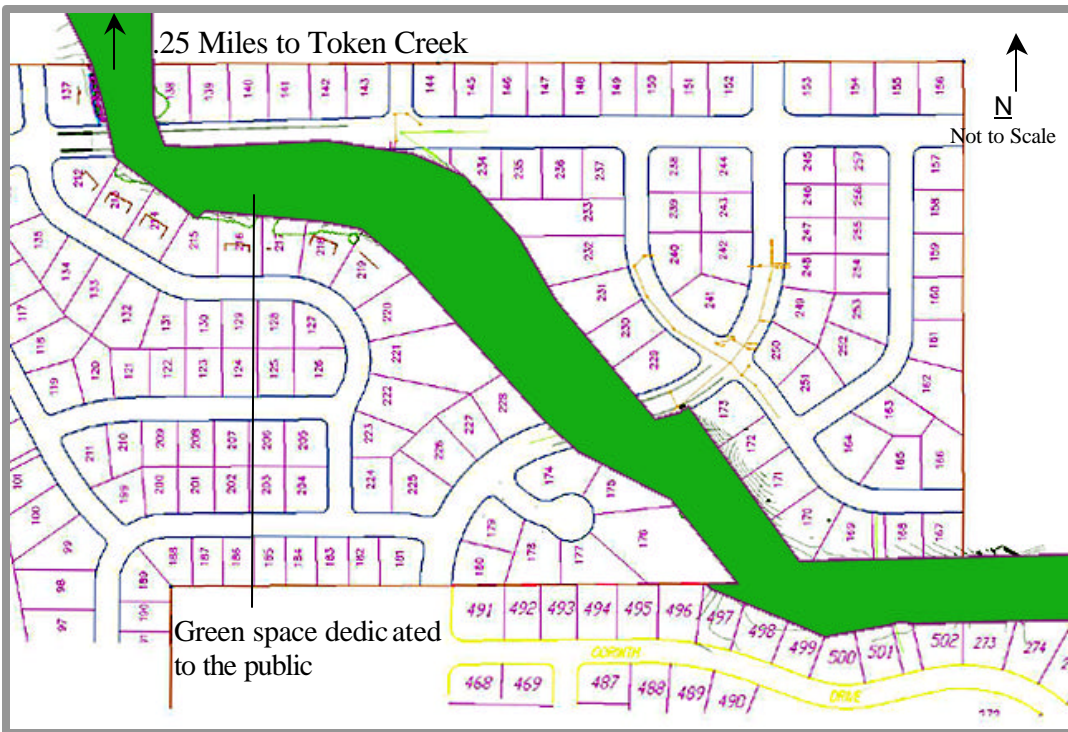 .25 Miles to Token Creek
N
Not to Scale
137
138 139 140 141 142 143 144 145 146 147 148 149 150 151 152 153 154 155 156
234 235 236 237 238 244 245 257 157
239 243 246 256 158
212 213 214 215 216 217 218 219
233 232 240 242 247 255 159
248 254 160
135 134 133 132 131 130 129 128 127 220
231 241 249 253 161
117 118 119 120 121 122 123 124 125 126 221
230 229 250 252 162
222 228 251 163
211 210 209 208 207 206 205 223 226 227 173 172 164 165 166
101 100 99 199 200 201 202 203 204 224 225 174 175 171
179 176 170 169 168 167
98 97 188 187 186 185 184 183 182 181 180 178 177
189 190 91
491 492 493 494 495 496 497 498 499 500 501 502 273 274
Green space dedicated
to the public
CORINTH
DRIVE
468 469 487 488 489 490